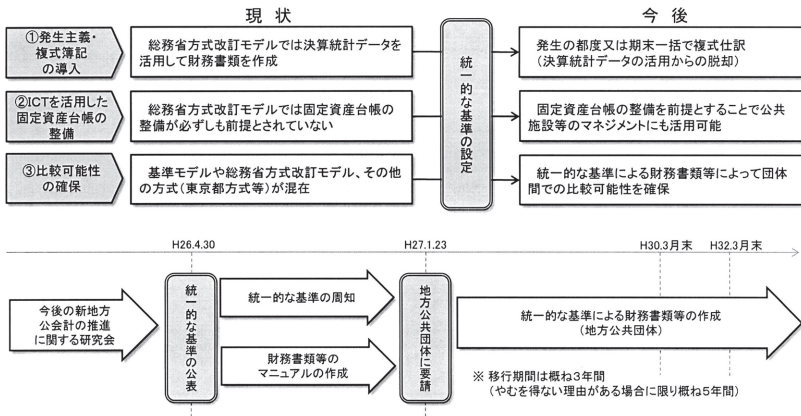 現状
今後
①発生主義・
複式簿記
の導入
総務省方式改訂モデルでは決算統計データを
活用して財務書類を作成
発生の都度又は期末一括で複式仕訳
(決算統計データの活用からの脱却)
②ICTを活用した
固定資産台帳の
整備
総務省方式改訂モデルでは固定資産台帳の
整備が必ずしも前提とされていない
固定資産台帳の整備を前提とすることで公共
施設等のマネジメントにも活用可能
③比較可能性
の確保
基準モデルや総務省方式改訂モデル、その他
の方式(東京都方式等)が混在
統一的な基準による財務書類等によって団体
間での比較可能性を確保
統一的な基準の設定
H26.4.30
H27.1.23
H30.3月末
H32.3月末
今後の新地方
公会計の推進
に関する研究会
統一的な基準の公表
統一的な基準の周知
財務書類等の
マニュアルの作成
地方公共団体に要請
統一的な基準による財務書類等の作成
(地方公共団体)
※ 移行期間は概ね3年間
(やむを得ない理由がある場合に限り概ね5年間)